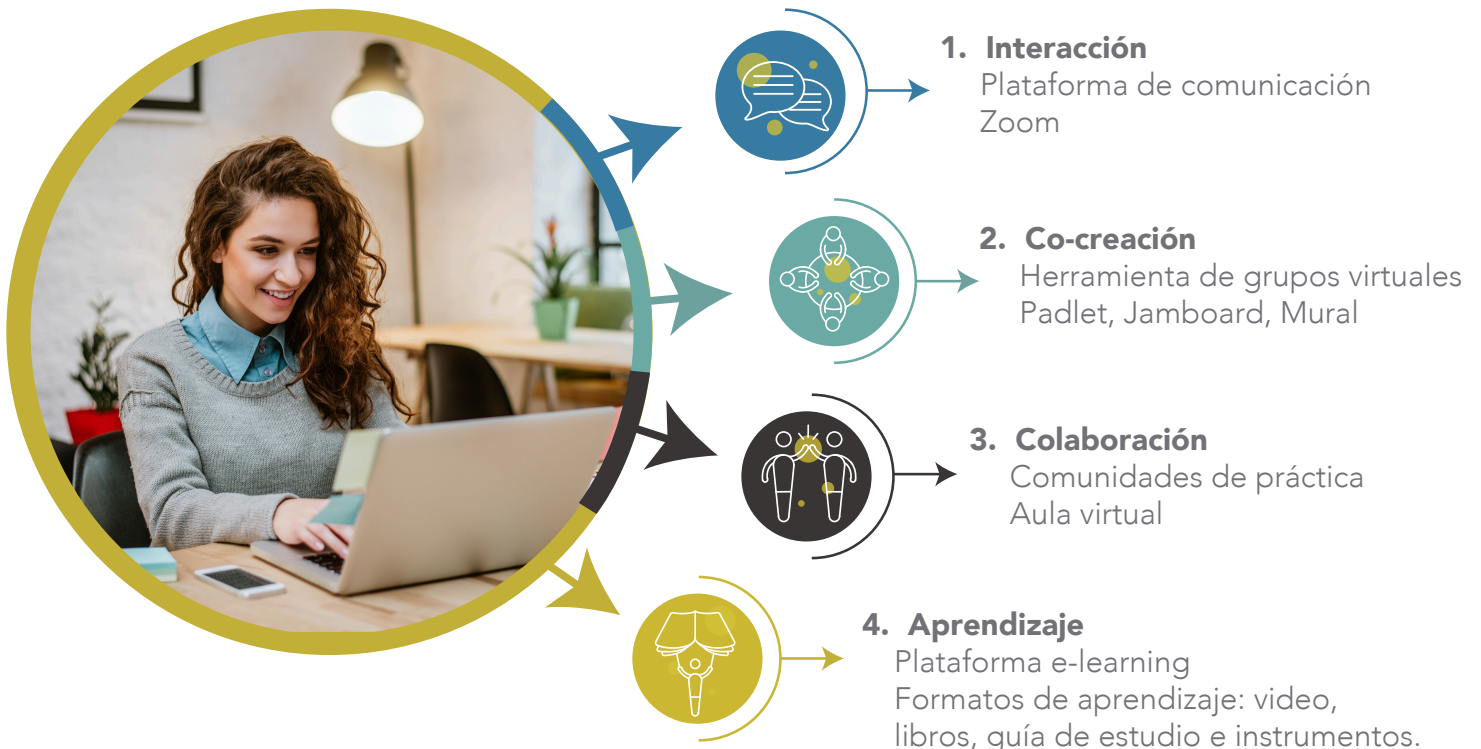 1. Interacción
Plataforma de comunicación
Zoom
2. Co-creación
Herramienta de grupos virtuales
Padlet, Jamboard, Mural
3. Colaboración
Comunidades de práctica
Aula virtual
4. Aprendizaje
Plataforma e-learning
Formatos de aprendizaje: video,
libros, guía de estudio e instrumentos.